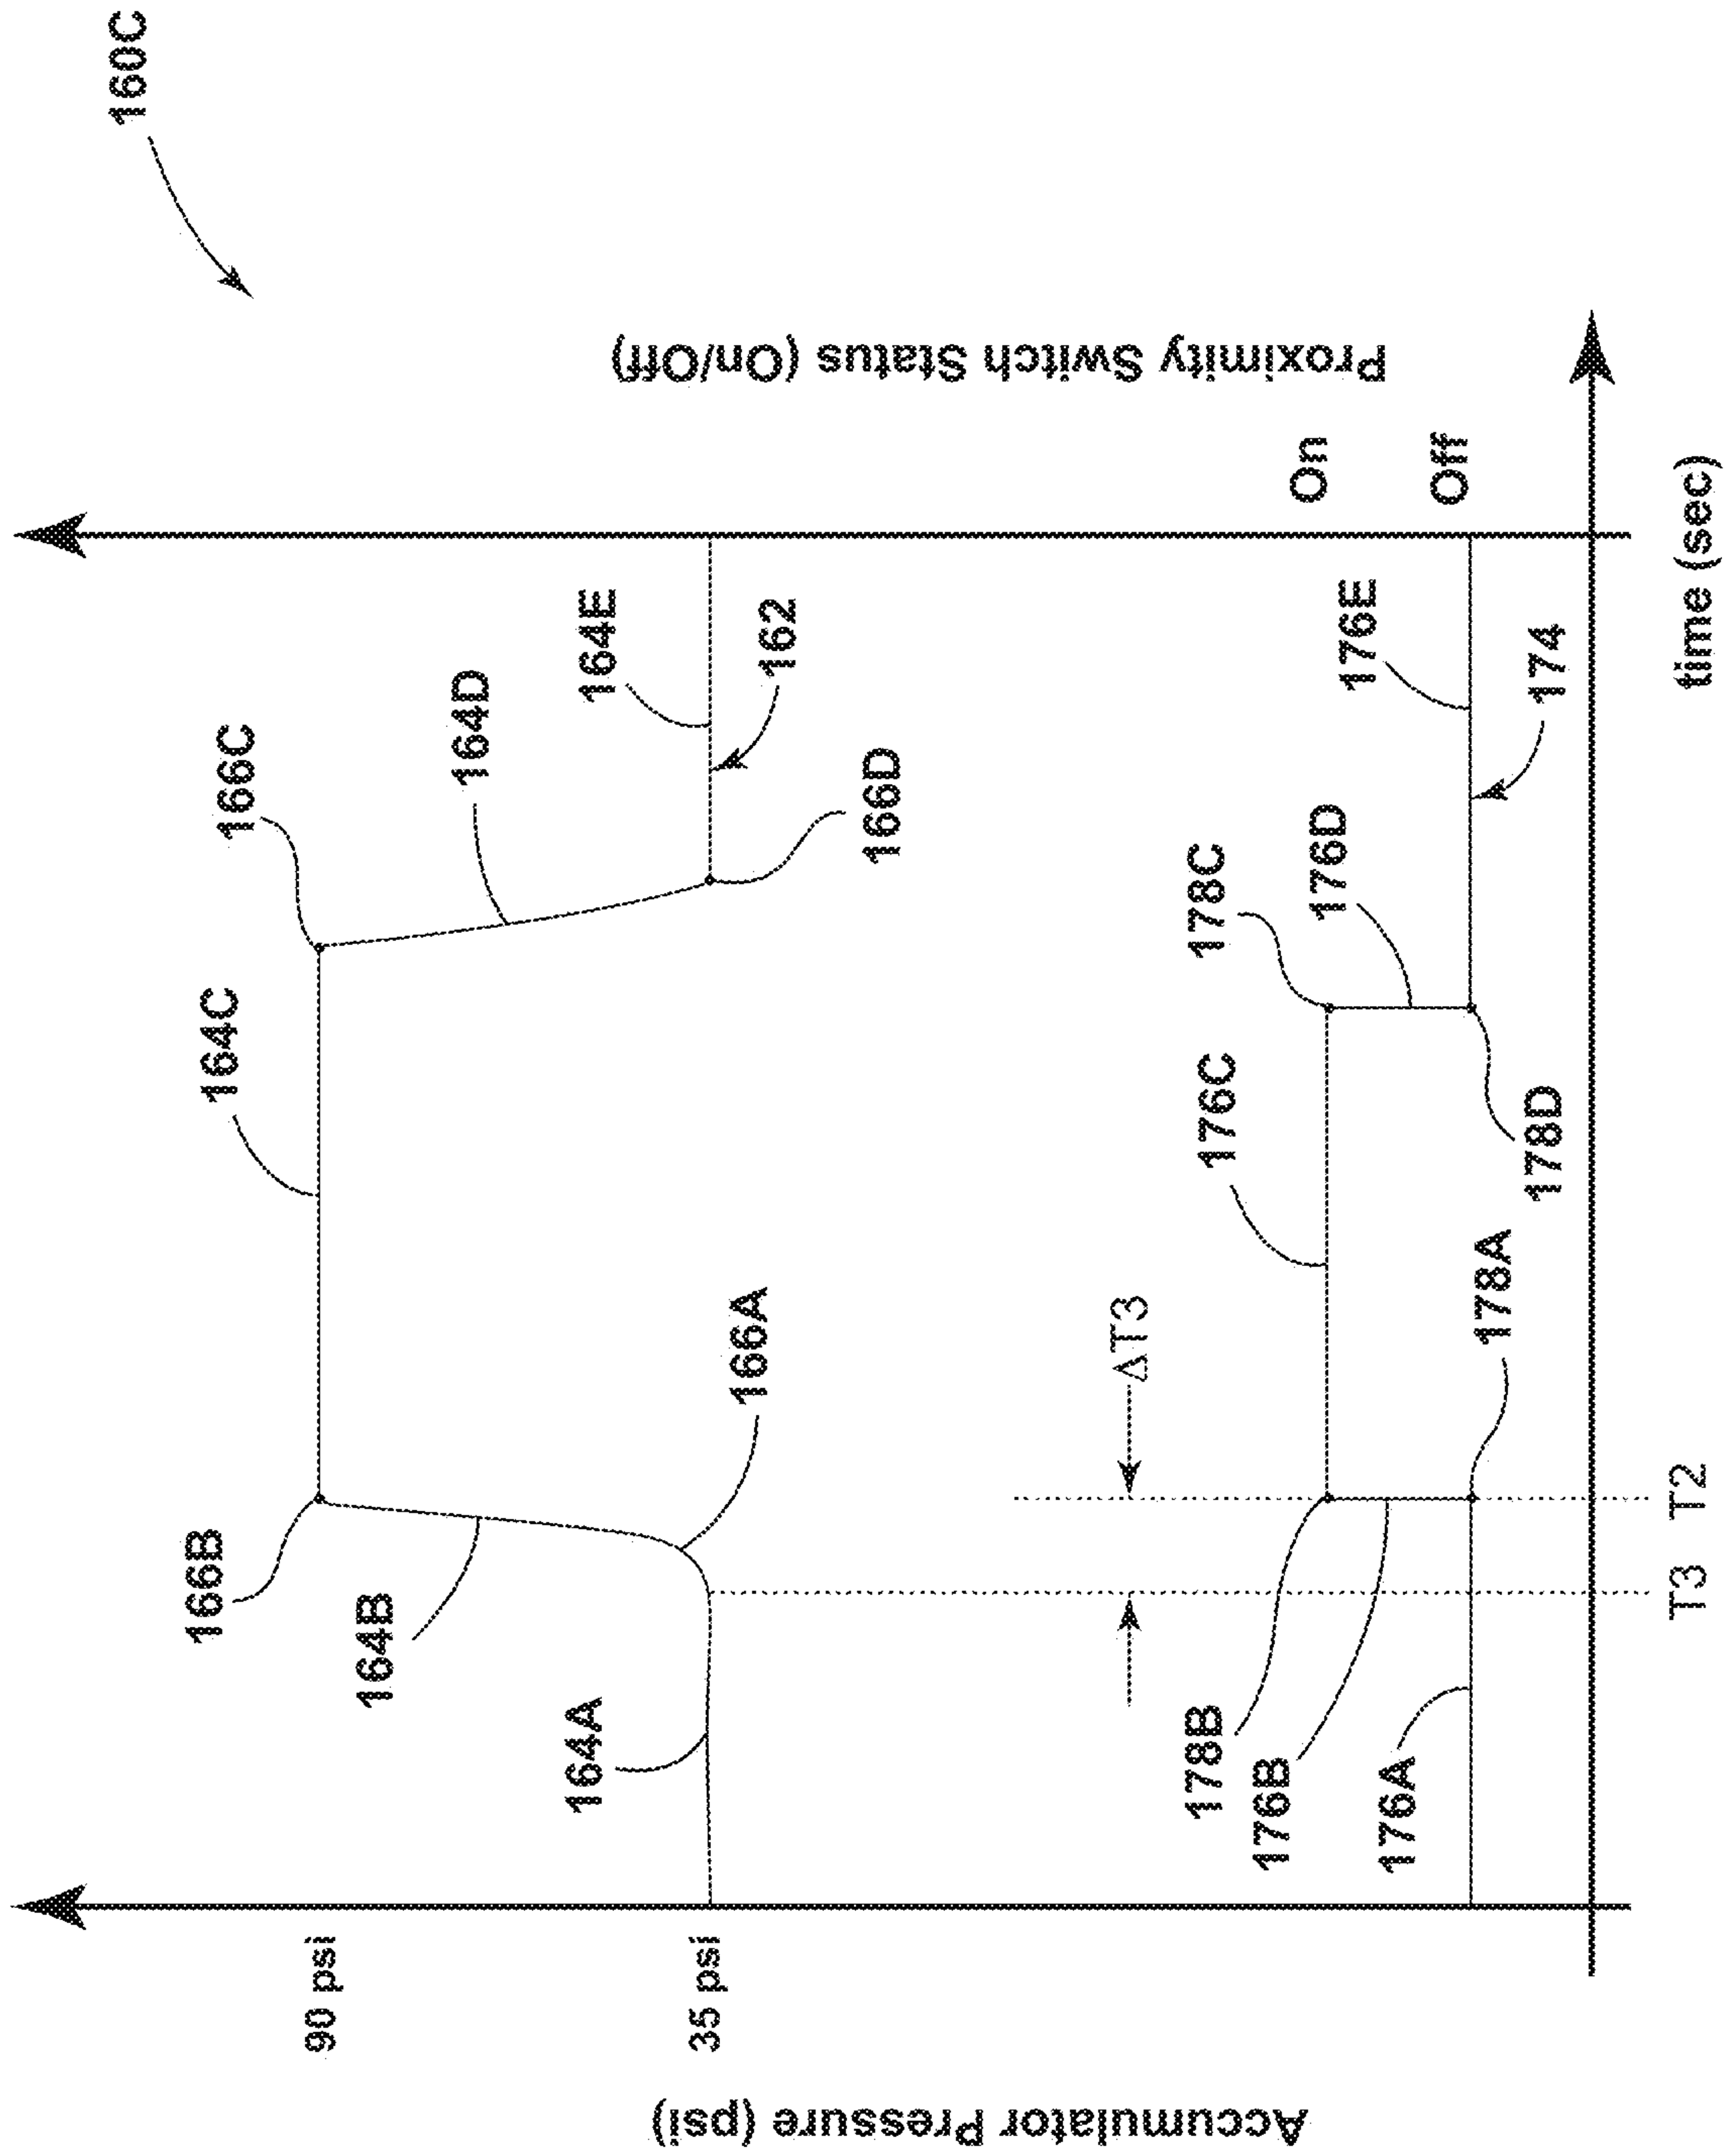 160C
Accumulator Pressure (psi)
90 psi
35 psi
Proximity Switch Status (On/Off)
On
Off
time (sec)
166B
164C
166C
164B
164D
164A
166A
164E
162
166D
ΔT3
178B
176B
176A
176C
178C
176D
176E
178A
178D
174
T3
T2